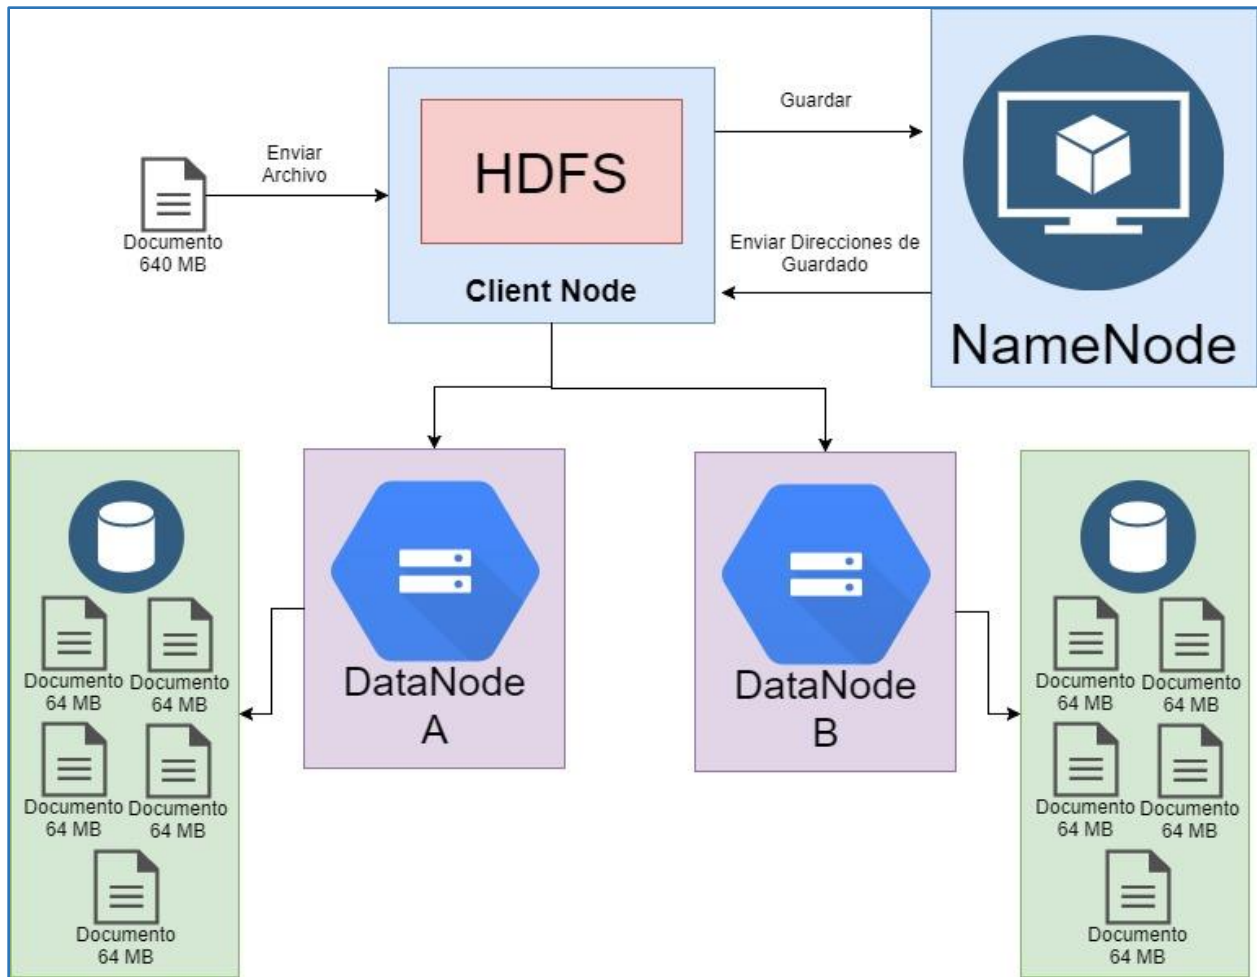 Enviar
Archivo
Documento
640 MB
HDFS
Client Node
Guardar
Enviar Direcciones de
Guardado
NameNode
DataNode
A
DataNode
B
Documento
64 MB
Documento
64 MB
Documento
64 MB
Documento
64 MB
Documento
64 MB
Documento
64 MB
Documento
64 MB
Documento
64 MB
Documento
64 MB
Documento
64 MB